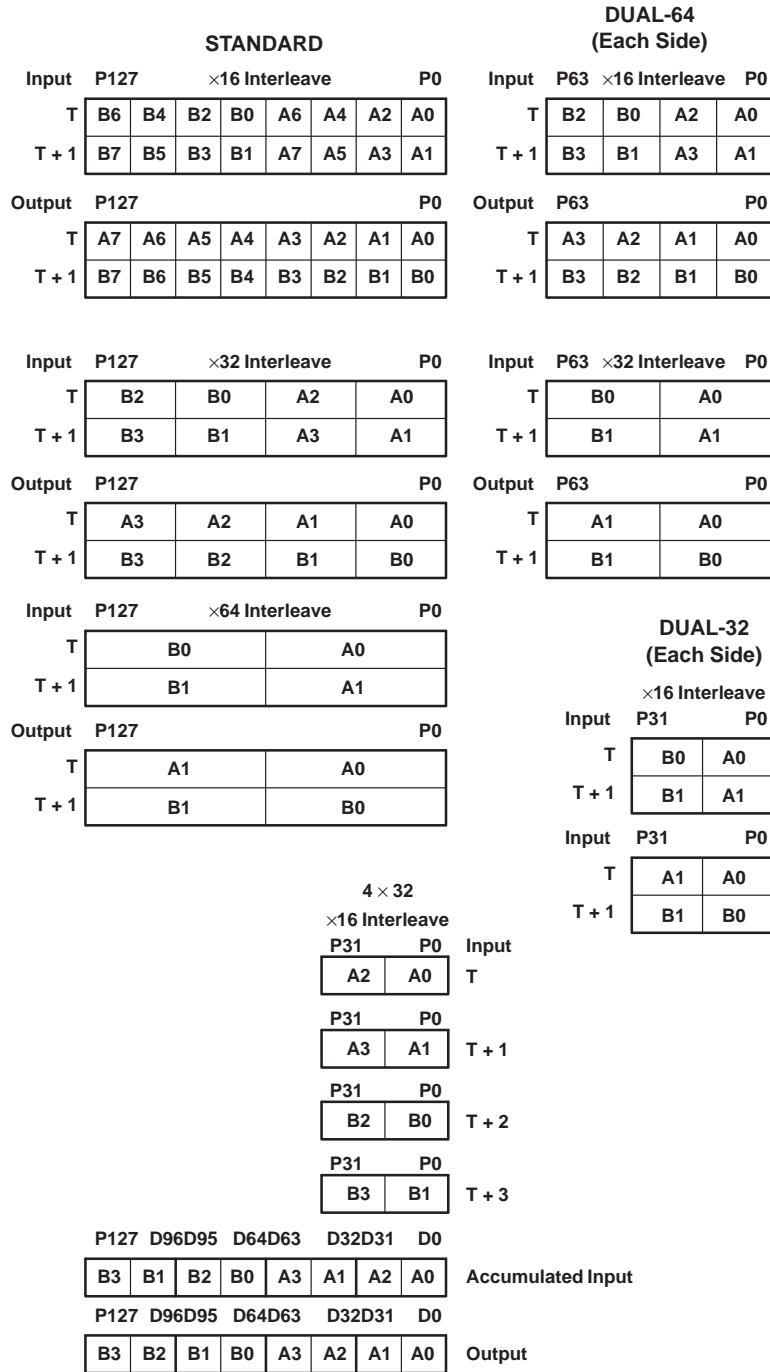 STANDARD
Input P127 ×16 Interleave P0
T B6 B4 B2 B0 A6 A4 A2 A0
T + 1 B7 B5 B3 B1 A7 A5 A3 A1
Output P127 P0
T A7 A6 A5 A4 A3 A2 A1 A0
T + 1 B7 B6 B5 B4 B3 B2 B1 B0
Input P127 ×32 Interleave P0
T B2 B0 A2 A0
T + 1 B3 B1 A3 A1
Output P127 P0
T A3 A2 A1 A0
T + 1 B3 B2 B1 B0
Input P127 ×64 Interleave P0
T B0 A0
T + 1 B1 A1
Output P127 P0
T A1 A0
T + 1 B1 B0
DUAL-64
(Each Side)
Input P63 ×16 Interleave P0
T B2 B0 A2 A0
T + 1 B3 B1 A3 A1
Output P63 P0
T A3 A2 A1 A0
T + 1 B3 B2 B1 B0
Input P63 ×32 Interleave P0
T B0 A0
T + 1 B1 A1
Output P63 P0
T A1 A0
T + 1 B1 B0
DUAL-32
(Each Side)
×16 Interleave
Input P31 P0
T B0 A0
T + 1 B1 A1
Input P31 P0
T A1 A0
T + 1 B1 B0
4 × 32
×16 Interleave
P31 P0 Input
A2 A0 T
P31 P0
A3 A1 T + 1
P31 P0
B2 B0 T + 2
P31 P0
B3 B1 T + 3
P127 D96D95 D64D63 D32D31 D0
B3 B1 B2 B0 A3 A1 A2 A0 Accumulated Input
P127 D96D95 D64D63 D32D31 D0
B3 B2 B1 B0 A3 A2 A1 A0 Output